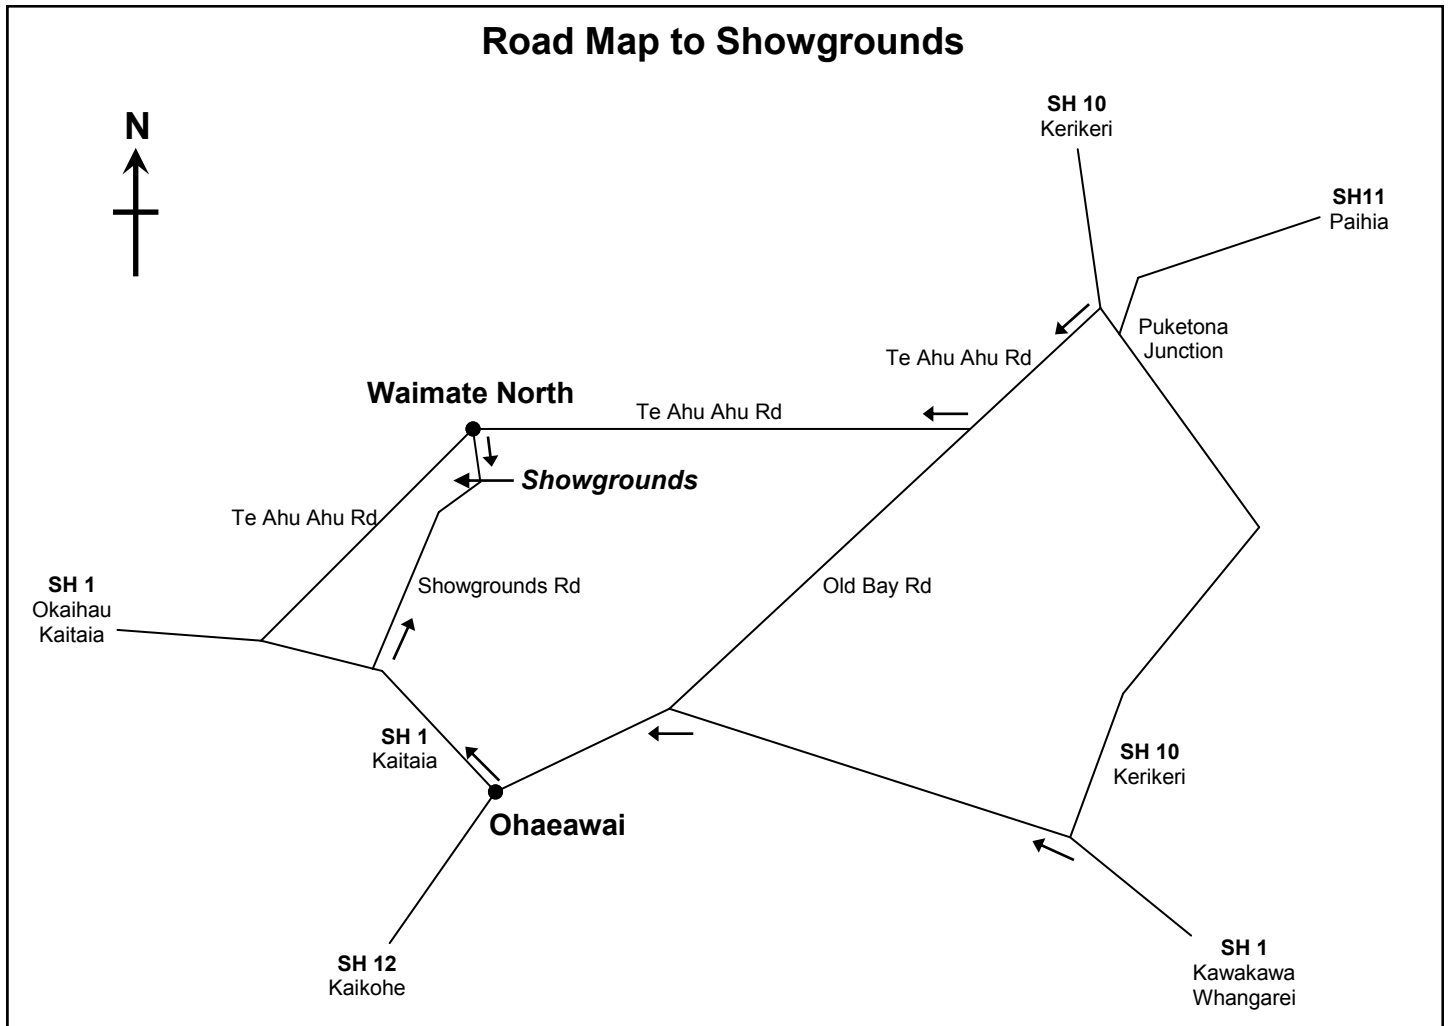 Road Map to Showgrounds
SH 10
Kerikeri
N
SH11
Paihia
Puketona
Junction
Te Ahu Ahu Rd
Waimate North
Te Ahu Ahu Rd
Showgrounds
Te Ahu Ahu Rd
SH 1
Okaihau
Kaitaia
Showgrounds Rd
Old Bay Rd
SH 1
Kaitaia
SH 10
Kerikeri
Ohaeawai
SH 12
Kaikohe
SH 1
Kawakawa
Whangarei